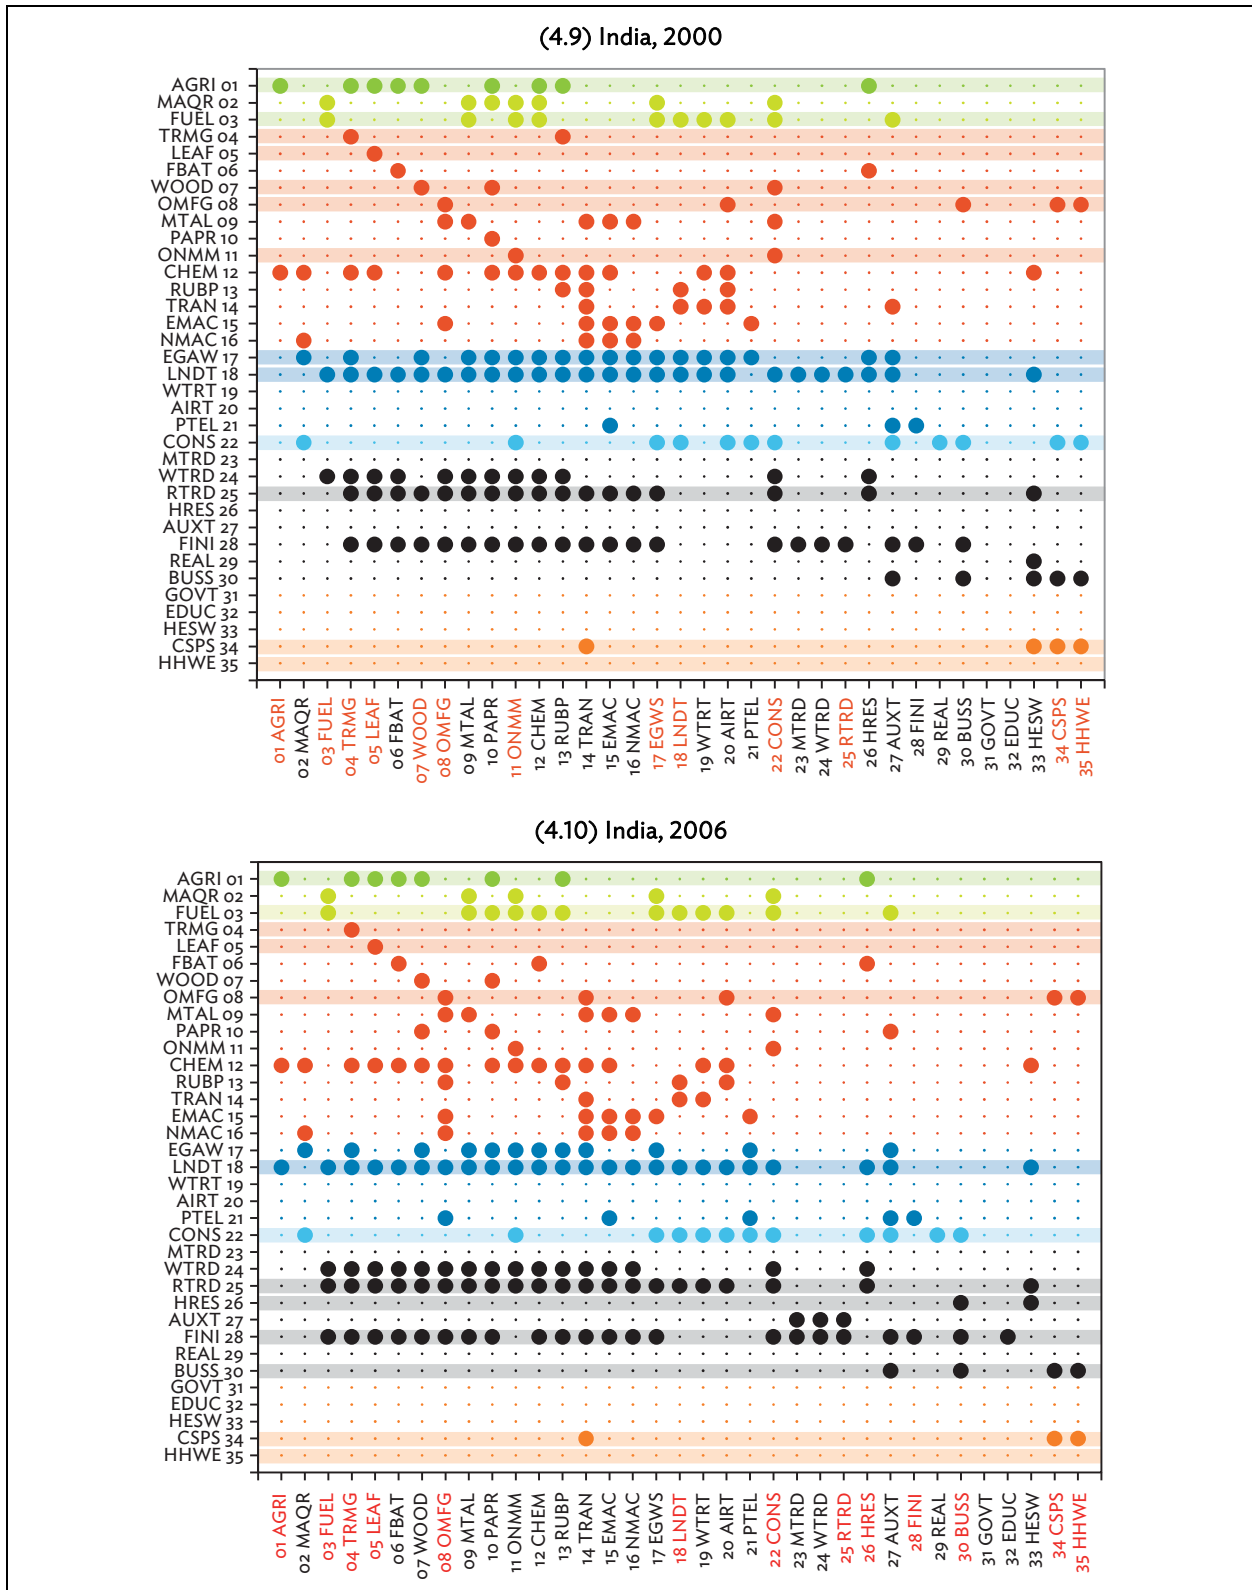 (4.9) India, 2000
AGRI 01
MAQR 02
FUEL 03
TRMG 04
LEAF 05
FBAT 06
WOOD 07
OMFG 08
MTAL 09
PAPR 10
ONMM 11
CHEM 12
RUBP 13
TRAN 14
EMAC 15
NMAC 16
EGAW 17
LNDT 18
WTRT 19
AIRT 20
PTEL 21
CONS 22
MTRD 23
WTRD 24
RTRD 25
HRES 26
AUXT 27
FINI 28
REAL 29
BUSS 30
GOVT 31
EDUC 32
HESW 33
CSPS 34
HHWE 35
01 AGRI
02 MAQR
03 FUEL
04 TRMG
05 LEAF
06 FBAT
07 WOOD
08 OMFG
09 MTAL
10 PAPR
11 ONMM
12 CHEM
13 RUBP
14 TRAN
15 EMAC
16 NMAC
17 EGWS
18 LNDT
19 WTRT
20 AIRT
21 PTEL
22 CONS
23 MTRD
24 WTRD
25 RTRD
26 HRES
27 AUXT
28 FINI
29 REAL
30 BUSS
31 GOVT
32 EDUC
33 HESW
34 CSPS
35 HHWE
(4.10) India, 2006
AGRI 01
MAQR 02
FUEL 03
TRMG 04
LEAF 05
FBAT 06
WOOD 07
OMFG 08
MTAL 09
PAPR 10
ONMM 11
CHEM 12
RUBP 13
TRAN 14
EMAC 15
NMAC 16
EGAW 17
LNDT 18
WTRT 19
AIRT 20
PTEL 21
CONS 22
MTRD 23
WTRD 24
RTRD 25
HRES 26
AUXT 27
FINI 28
REAL 29
BUSS 30
GOVT 31
EDUC 32
HESW 33
CSPS 34
HHWE 35
01 AGRI
02 MAQR
03 FUEL
04 TRMG
05 LEAF
06 FBAT
07 WOOD
08 OMFG
09 MTAL
10 PAPR
11 ONMM
12 CHEM
13 RUBP
14 TRAN
15 EMAC
16 NMAC
17 EGWS
18 LNDT
19 WTRT
20 AIRT
21 PTEL
22 CONS
23 MTRD
24 WTRD
25 RTRD
26 HRES
27 AUXT
28 FINI
29 REAL
30 BUSS
31 GOVT
32 EDUC
33 HESW
34 CSPS
35 HHWE